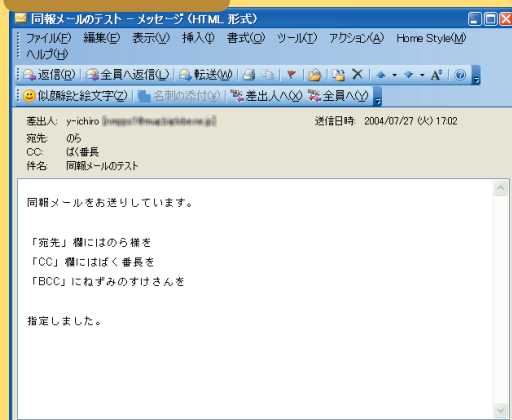 同報メールのテスト - メッセージ (HTML 形式)
ファイル(F) 編集(E) 表示(V) 挿入(I) 書式(O) ツール(T) アクション(A) Home Style(M)
ヘルプ(H)
返信(R) 全員へ返信(L) 転送(W)
似顔絵と絵文字(Z) 名刺の添付(\) 差出人へ(X) 全員へ(Y)
差出人: y-ichiro 送信日時: 2004/07/27 (火) 17:02
宛先: のら
CC: ばく番長
件名: 同報メールのテスト
同報メールをお送りしています。
「宛先」欄にはのら様を
「CC」欄にはばく番長を
「BCC」にねずみのすけさんを
指定しました。